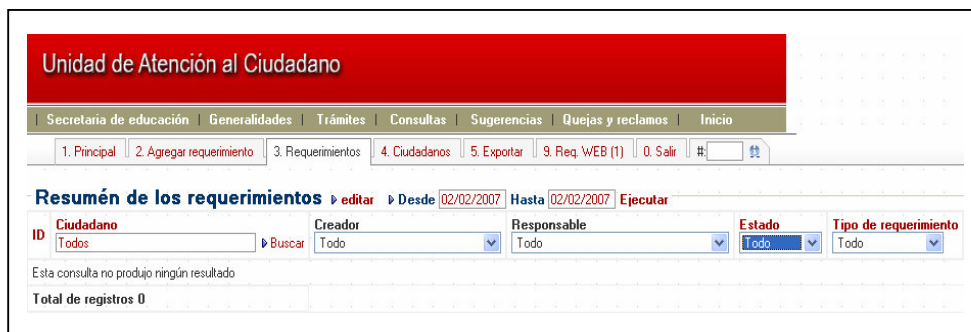 Unidad de Atención al Ciudadano
| Secretaria de educación | Generalidades | Trámites | Consultas | Sugerencias | Quejas y reclamos | Inicio
1. Principal 2. Agregar requerimiento 3. Requerimientos 4. Ciudadanos 5. Exportar 9. Req. WEB (1) 0. Salir #:
Resumén de los requerimientos editar Desde 02/02/2007 Hasta 02/02/2007 Ejecutar
ID Ciudadano Creador Responsable Estado Tipo de requerimiento
Todos Buscar Todo Todo Todo Todo
Esta consulta no produjo ningún resultado
Total de registros 0